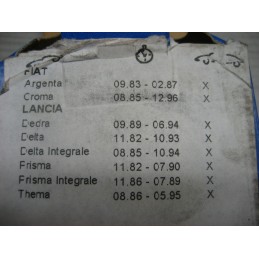 FIAT
Argenta 09.83 - 02.87 X
Croma 08.85 - 12.96 X
LANCIA
Dedra 09.89 - 06.94 X
Delta 11.82 - 10.93 X
Delta Integrale 08.85 - 10.94 X
Prisma 11.82 - 07.90 X
Prisma Integrale 11.86 - 07.89 X
Thema 08.86 - 05.95 X